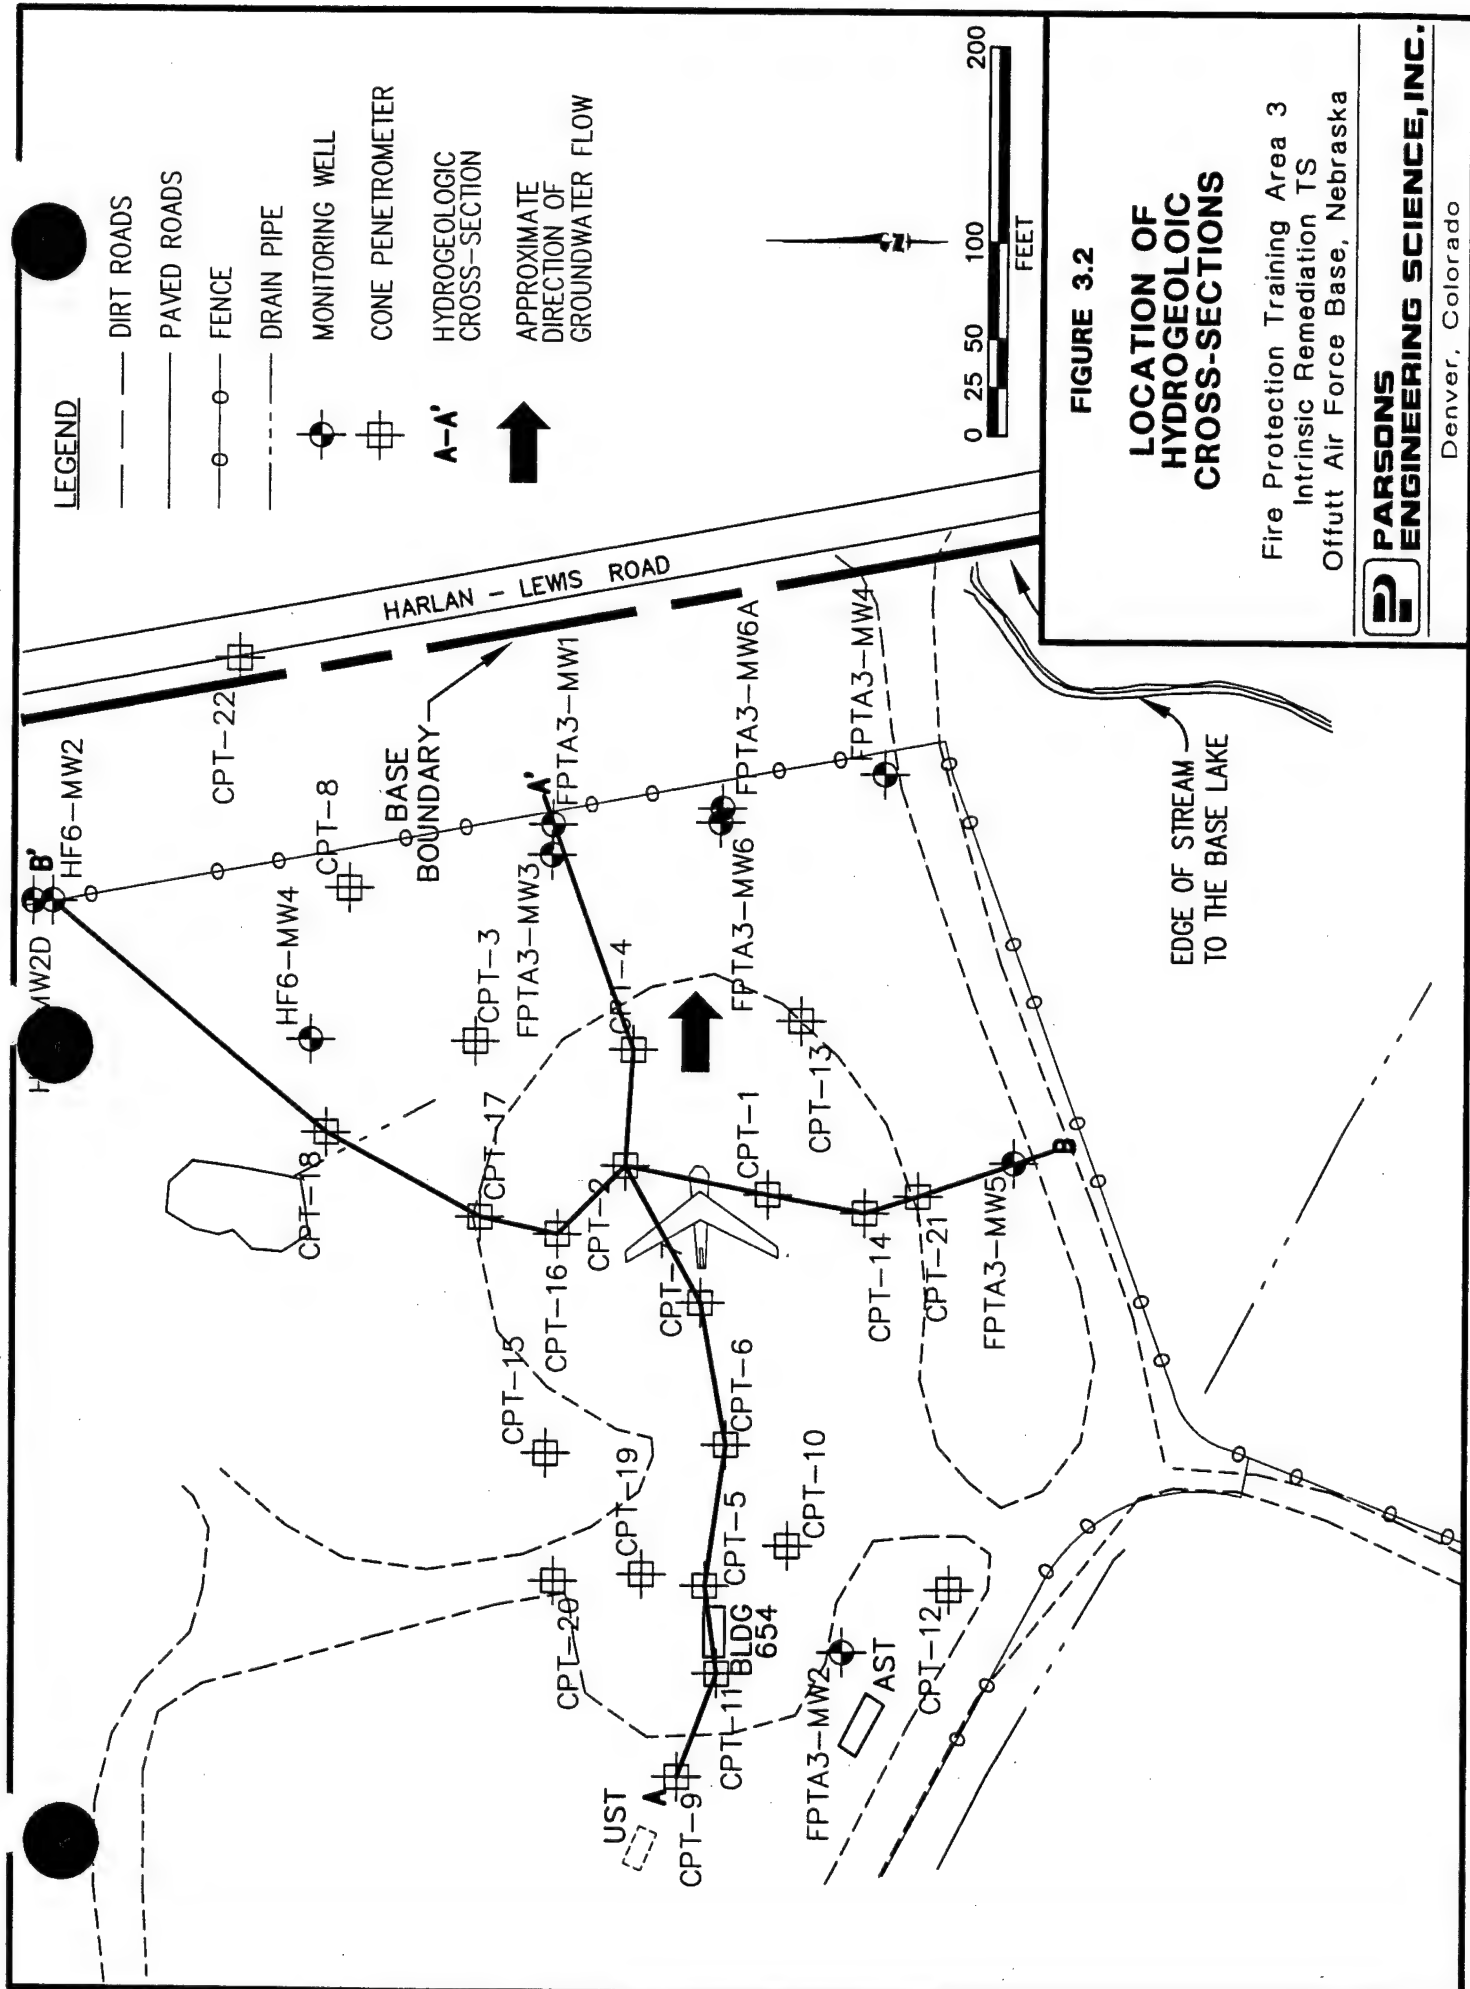 LEGEND
DIRT ROADS
PAVED ROADS
FENCE
DRAIN PIPE
MONITORING WELL
CONE PENETROMETER
A-A'
HYDROGEOLOGIC
CROSS-SECTION
APPROXIMATE
DIRECTION OF
GROUNDWATER FLOW
0 25 50 100 200
FEET
FIGURE 3.2
LOCATION OF
HYDROGEOLOIC
CROSS-SECTIONS
Fire Protection Training Area 3
Intrinsic Remediation TS
Offutt Air Force Base, Nebraska
PARSONS
ENGINEERING SCIENCE, INC.
Denver, Colorado
HARLAN - LEWIS ROAD
BASE
BOUNDARY
CPT-22
B'
HF6-MW2
MW2D
HF6-MW4
CPT-8
CPT-3
FPTA3-MW3
A'
FPTA3-MW1
FPTA3-MW6A
FPTA3-MW6
FPTA3-MW4
CPT-4
CPT-13
CPT-17
CPT-18
CPT-16
CPT-2
CPT-1
CPT-7
CPT-14
CPT-21
FPTA3-MW5
B
EDGE OF STREAM
TO THE BASE LAKE
CPT-15
CPT-6
CPT-19
CPT-5
CPT-10
CPT-20
BLDG
654
CPT-11
CPT-12
AST
FPTA3-MW2
UST
A
CPT-9